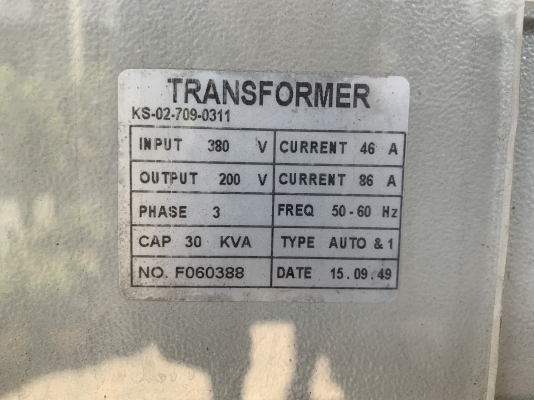 TRANSFORMER
KS-02-709-0311
INPUT 380 V CURRENT 46 A
OUTPUT 200 V CURRENT 86 A
PHASE 3 FREQ 50-60 Hz
CAP 30 KVA TYPE AUTO & 1
NO. F060388 DATE 15.09.49